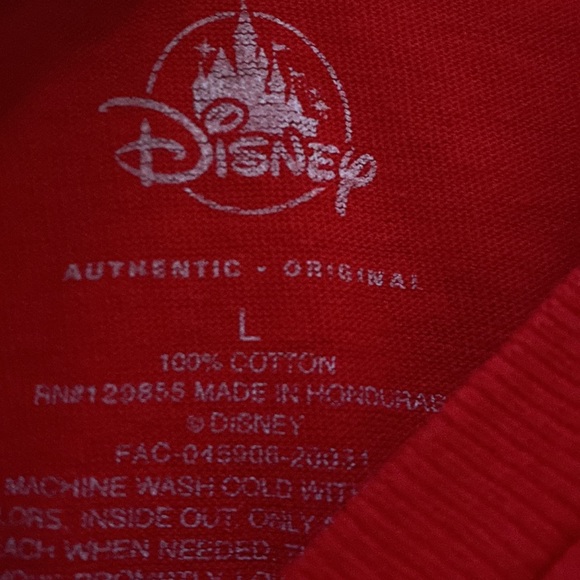 Disney
AUTHENTIC • ORIGINAL
L
100% COTTON
RN#129855 MADE IN HONDURAS
© DISNEY
MACHINE WASH COLD WITH
INSIDE OUT, ONLY
WHEN NEEDED,